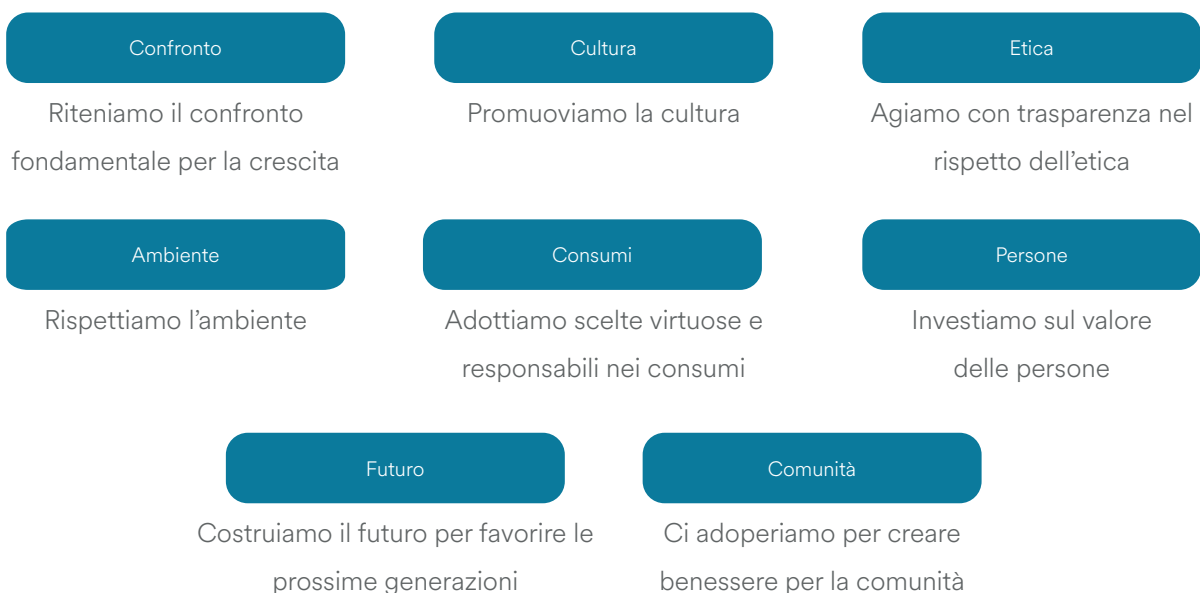 Confronto
Riteniamo il confronto
fondamentale per la crescita
Cultura
Promuoviamo la cultura
Etica
Agiamo con trasparenza nel
rispetto dell'etica
Ambiente
Rispettiamo l'ambiente
Consumi
Adottiamo scelte virtuose e
responsabili nei consumi
Persone
Investiamo sul valore
delle persone
Futuro
Costruiamo il futuro per favorire le
prossime generazioni
Comunità
Ci adoperiamo per creare
benessere per la comunità